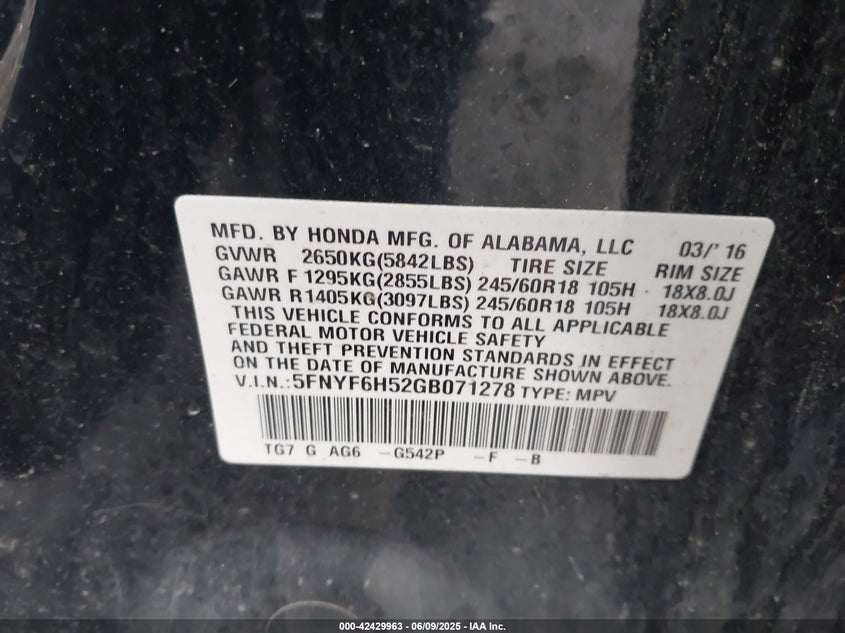 MFD. BY HONDA MFG. OF ALABAMA, LLC 03/' 16
GVWR 2650KG(5842LBS) TIRE SIZE RIM SIZE
GAWR F 1295KG(2855LBS) 245/60R18 105H · 18X8.0J
GAWR R 1405KG(3097LBS) 245/60R18 105H 18X8.0J
THIS VEHICLE CONFORMS TO ALL APPLICABLE
FEDERAL MOTOR VEHICLE SAFETY
AND THEFT PREVENTION STANDARDS IN EFFECT
ON THE DATE OF MANUFACTURE SHOWN ABOVE.
V.I.N.:5FNYF6H52GB071278 TYPE: MPV
TG7 G AG6 -G542P -F -B
000-42429963 - 06/09/2025 - IAA Inc.